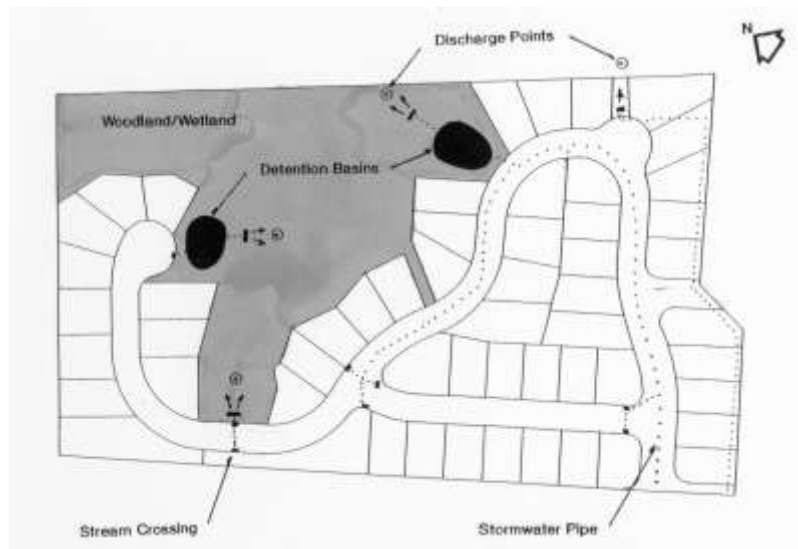 Discharge Points
N
Woodland/Wetland
Detention Basins
Stream Crossing
Stormwater Pipe